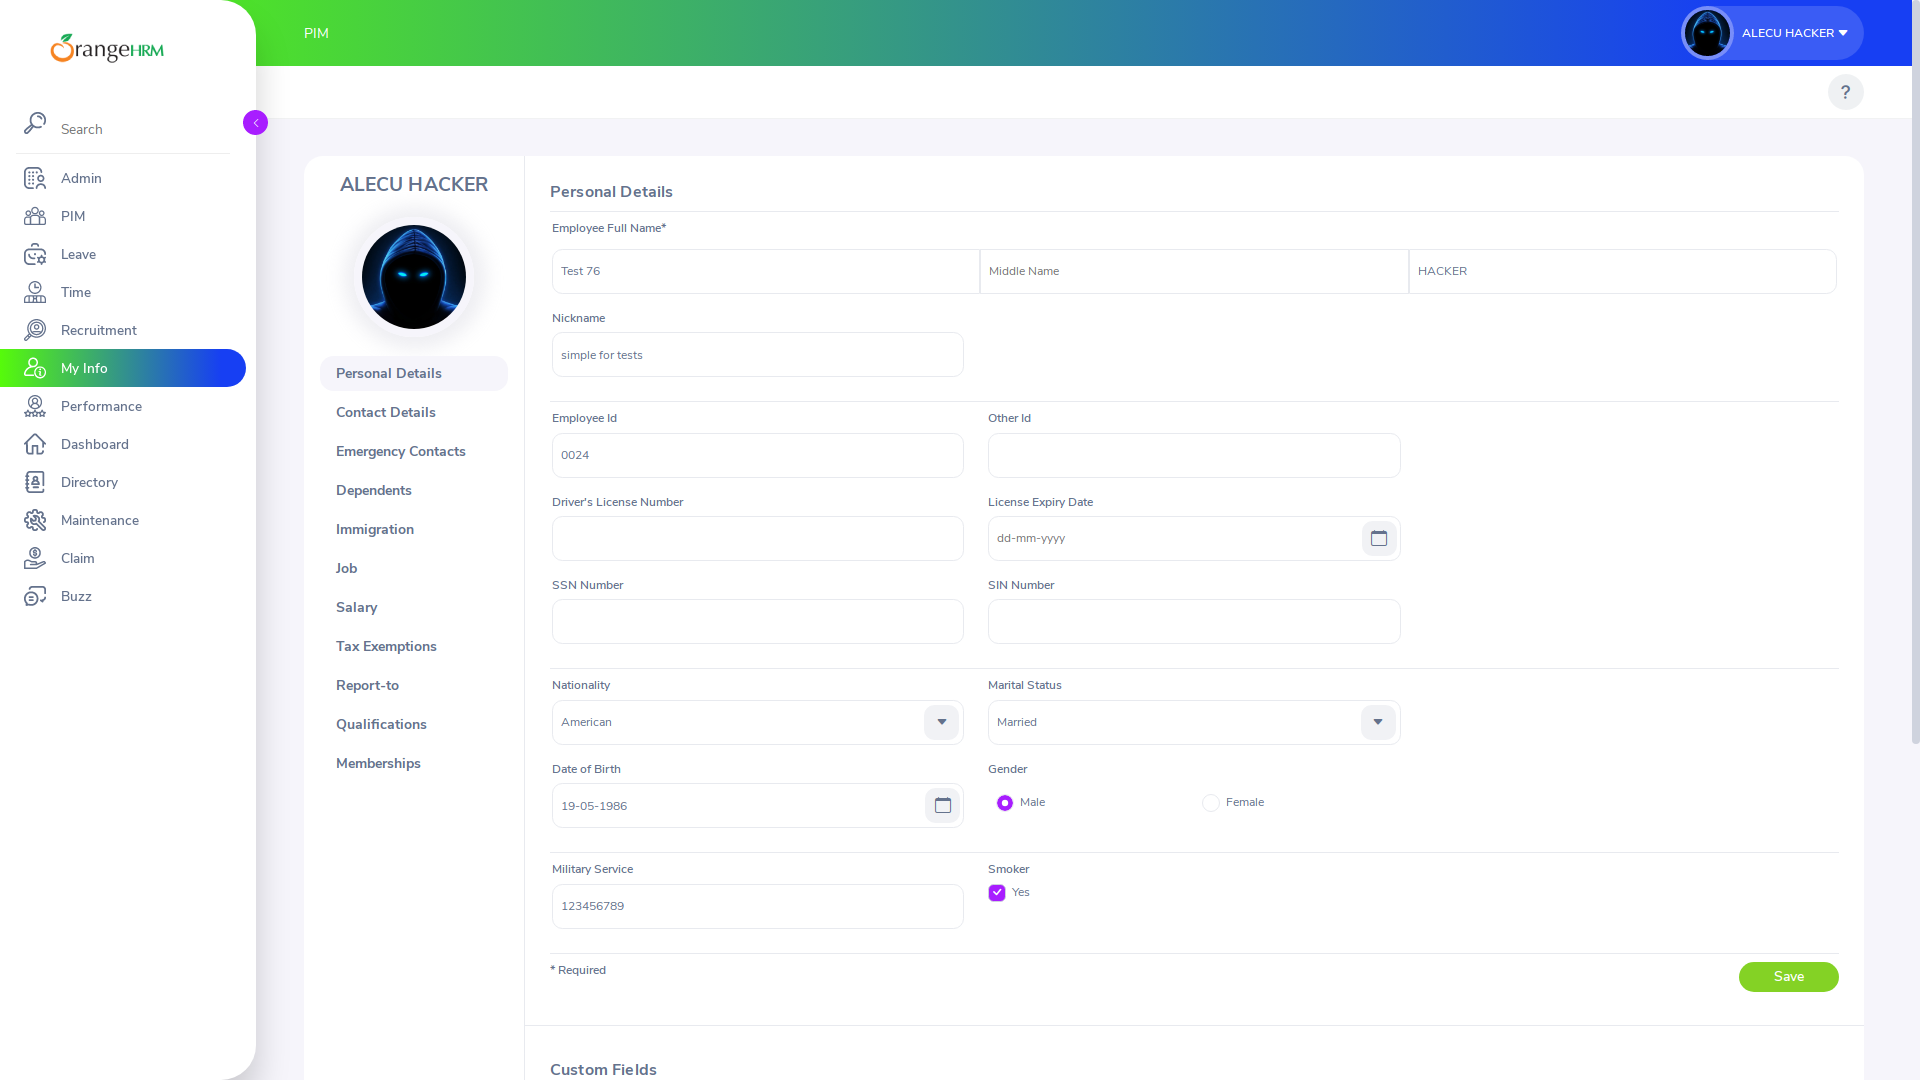 OrangeHRM
PIM
ALECU HACKER
?
Search
Admin
PIM
Leave
Time
Recruitment
My Info
Performance
Dashboard
Directory
Maintenance
Claim
Buzz
ALECU HACKER
Personal Details
Contact Details
Emergency Contacts
Dependents
Immigration
Job
Salary
Tax Exemptions
Report-to
Qualifications
Memberships
Personal Details
Employee Full Name*
Test 76 Middle Name HACKER
Nickname
simple for tests
Employee Id Other Id
0024
Driver's License Number License Expiry Date
dd-mm-yyyy
SSN Number SIN Number
Nationality Marital Status
American Married
Date of Birth Gender
19-05-1986 Male Female
Military Service Smoker
123456789 Yes
* Required Save
Custom Fields